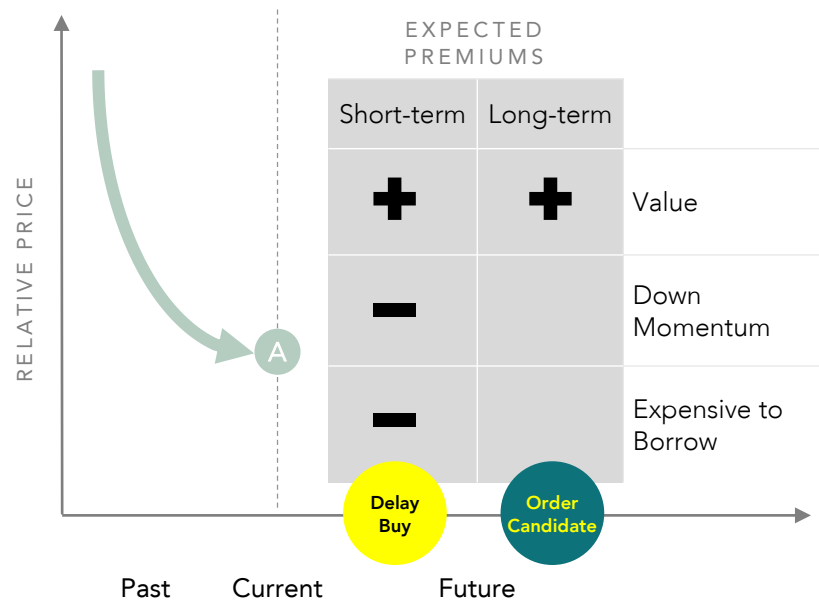 EXPECTED
PREMIUMS
RELATIVE PRICE
Short-term Long-term
Value
Down
Momentum
A
Expensive to
Borrow
Delay
Buy
Order
Candidate
Past Current Future